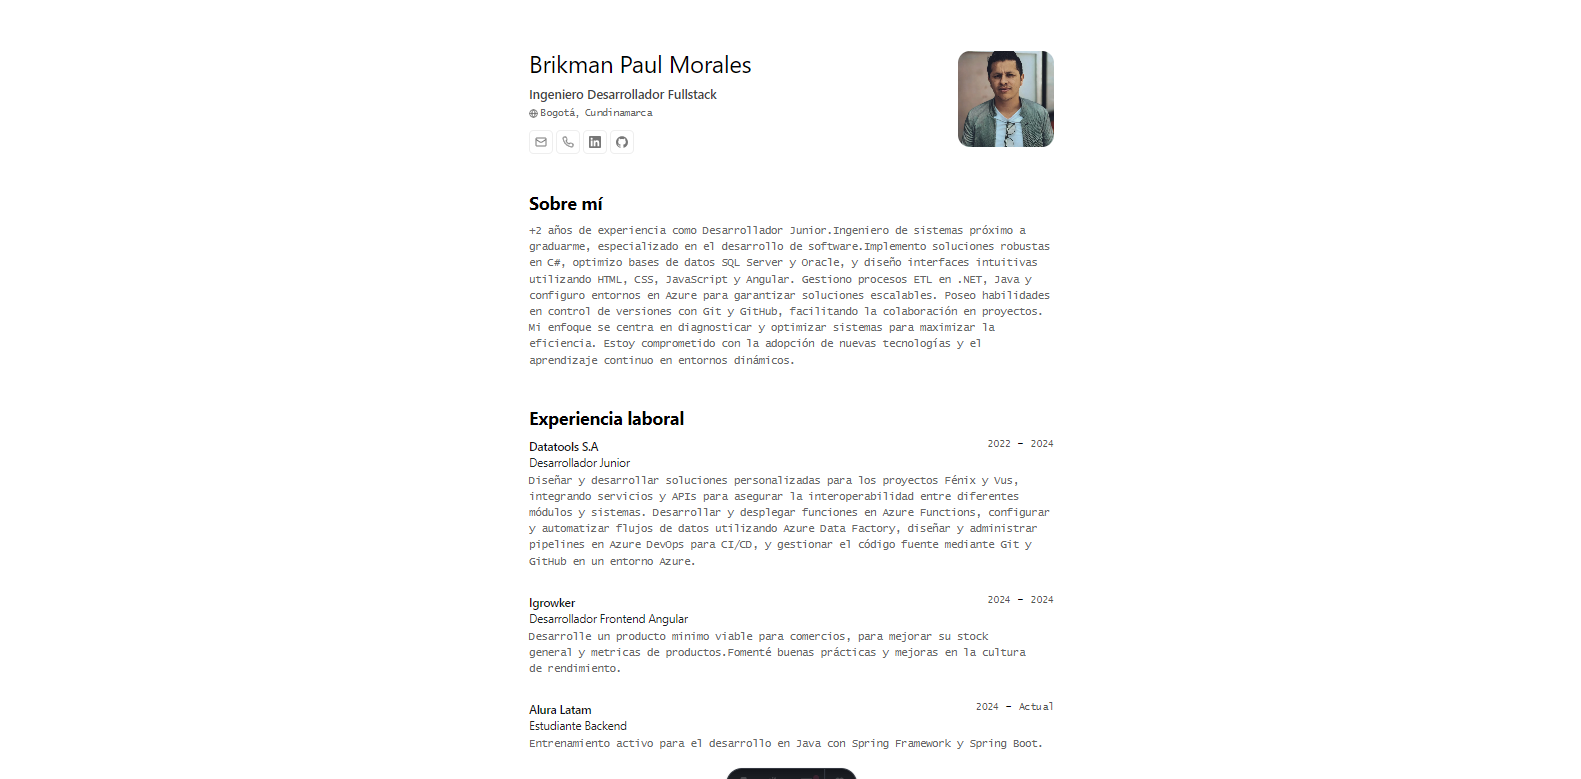 Brikman Paul Morales
Ingeniero Desarrollador Fullstack
Bogotá, Cundinamarca
in
Sobre mí
+2 años de experiencia como Desarrollador Junior.Ingeniero de sistemas próximo a
graduarme, especializado en el desarrollo de software.Implemento soluciones robustas
en C#, optimizo bases de datos SQL Server y Oracle, y diseño interfaces intuitivas
utilizando HTML, CSS, JavaScript y Angular. Gestiono procesos ETL en .NET, Java y
configuro entornos en Azure para garantizar soluciones escalables. Poseo habilidades
en control de versiones con Git y GitHub, facilitando la colaboración en proyectos.
Mi enfoque se centra en diagnosticar y optimizar sistemas para maximizar la
eficiencia. Estoy comprometido con la adopción de nuevas tecnologías y el
aprendizaje continuo en entornos dinámicos.
Experiencia laboral
Datatools S.A
2022 - 2024
Desarrollador Junior
Diseñar y desarrollar soluciones personalizadas para los proyectos Fénix y Vus,
integrando servicios y APIs para asegurar la interoperabilidad entre diferentes
módulos y sistemas. Desarrollar y desplegar funciones en Azure Functions, configurar
y automatizar flujos de datos utilizando Azure Data Factory, diseñar y administrar
pipelines en Azure DevOps para CI/CD, y gestionar el código fuente mediante Git y
GitHub en un entorno Azure.
Igrowker
2024 - 2024
Desarrollador Frontend Angular
Desarrolle un producto minimo viable para comercios, para mejorar su stock
general y metricas de productos.Fomenté buenas prácticas y mejoras en la cultura
de rendimiento.
Alura Latam
2024 - Actual
Estudiante Backend
Entrenamiento activo para el desarrollo en Java con Spring Framework y Spring Boot.